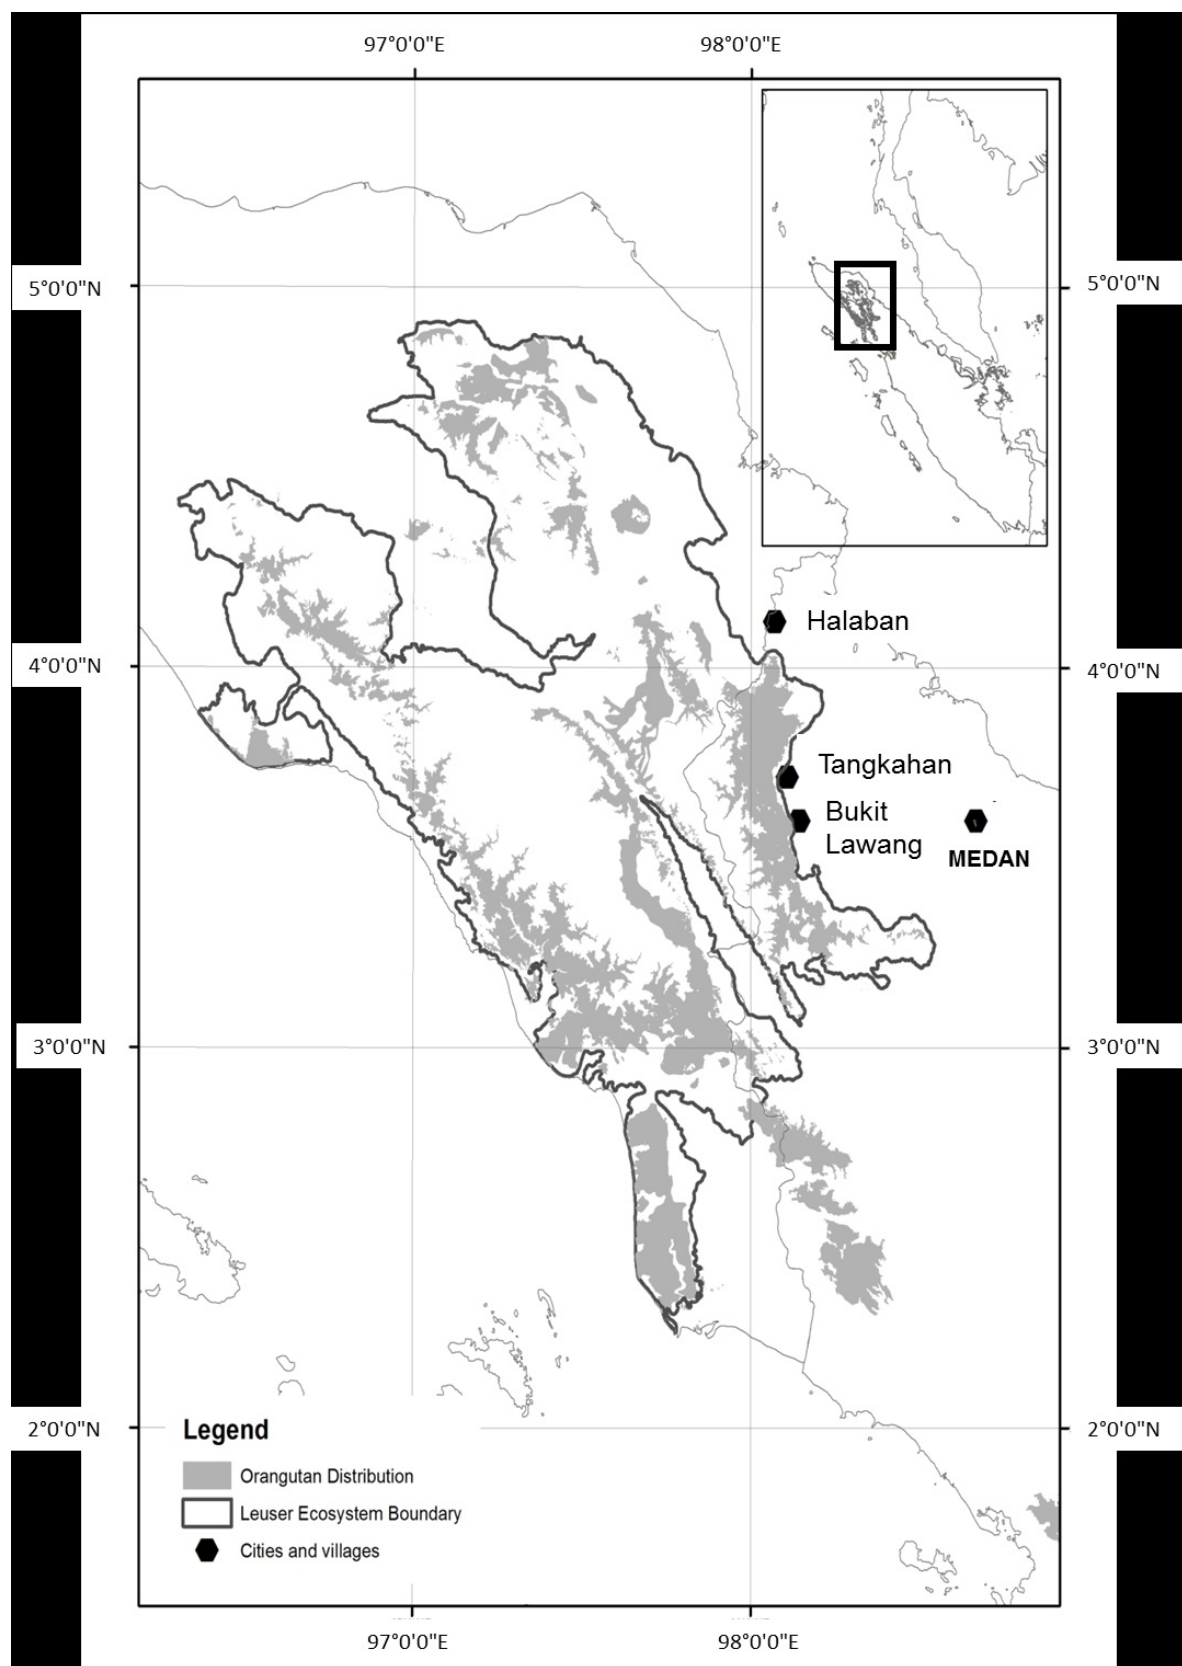 97°0'0"E
98°0'0"E
5°0'0"N
5°0'0"N
Halaban
4°0'0"N
4°0'0"N
Tangkahan
Bukit
Lawang
MEDAN
3°0'0"N
3°0'0"N
2°0'0"N
2°0'0"N
Legend
Orangutan Distribution
Leuser Ecosystem Boundary
Cities and villages
97°0'0"E
98°0'0"E